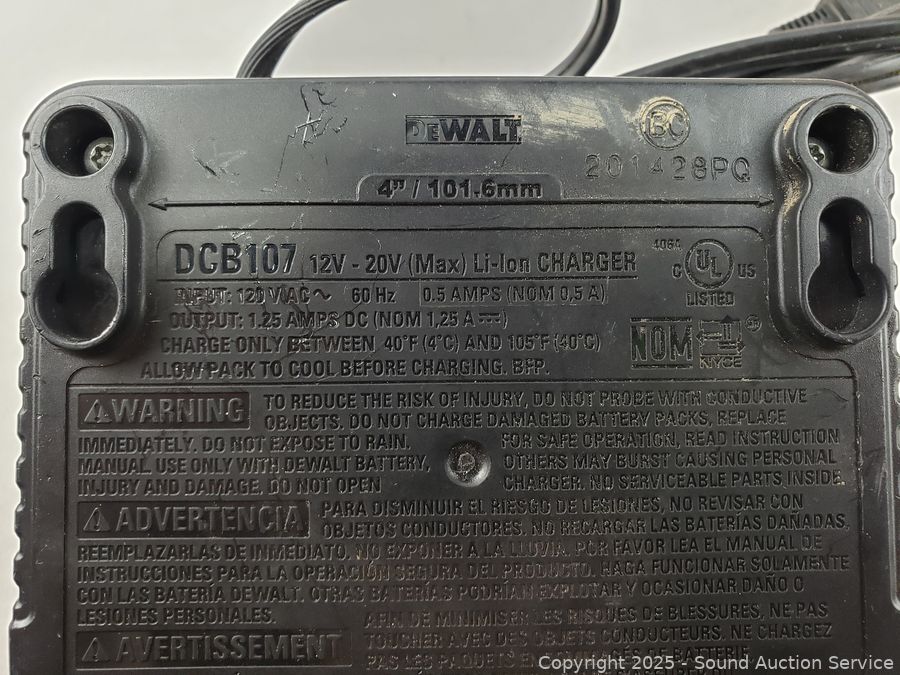 DEWALT
BC
201428PQ
4" / 101.6mm
DCB107 12V - 20V (Max) Li-Ion CHARGER
4064
C UL US
LISTED
INPUT: 120 V AC ~ 60 Hz 0.5 AMPS (NOM 0,5 A)
OUTPUT: 1.25 AMPS DC (NOM 1,25 A ⎓)
CHARGE ONLY BETWEEN 40°F (4°C) AND 105°F (40°C)
NOM NYCE
ALLOW PACK TO COOL BEFORE CHARGING. BFP.
⚠WARNING TO REDUCE THE RISK OF INJURY, DO NOT PROBE WITH CONDUCTIVE
OBJECTS. DO NOT CHARGE DAMAGED BATTERY PACKS, REPLACE
IMMEDIATELY. DO NOT EXPOSE TO RAIN. FOR SAFE OPERATION, READ INSTRUCTION
MANUAL. USE ONLY WITH DEWALT BATTERY, OTHERS MAY BURST CAUSING PERSONAL
INJURY AND DAMAGE. DO NOT OPEN CHARGER. NO SERVICEABLE PARTS INSIDE.
⚠ADVERTENCIA PARA DISMINUIR EL RIESGO DE LESIONES, NO REVISAR CON
OBJETOS CONDUCTORES. NO RECARGAR LAS BATERÍAS DAÑADAS,
REEMPLAZARLAS DE INMEDIATO. NO EXPONER A LA LLUVIA. POR FAVOR LEA EL MANUAL DE
INSTRUCCIONES PARA LA OPERACIÓN SEGURA DEL PRODUCTO. HAGA FUNCIONAR SOLAMENTE
CON LAS BATERÍA DEWALT. OTRAS BATERÍAS PODRÍAN EXPLOTAR Y OCASIONAR DAÑO O
LESIONES PERSONALES.
⚠AVERTISSEMENT AFIN DE MINIMISER LES RISQUES DE BLESSURES, NE PAS
TOUCHER AVEC DES OBJETS CONDUCTEURS. NE CHARGEZ
PAS LES BATTERIE
Copyright 2025 - Sound Auction Service